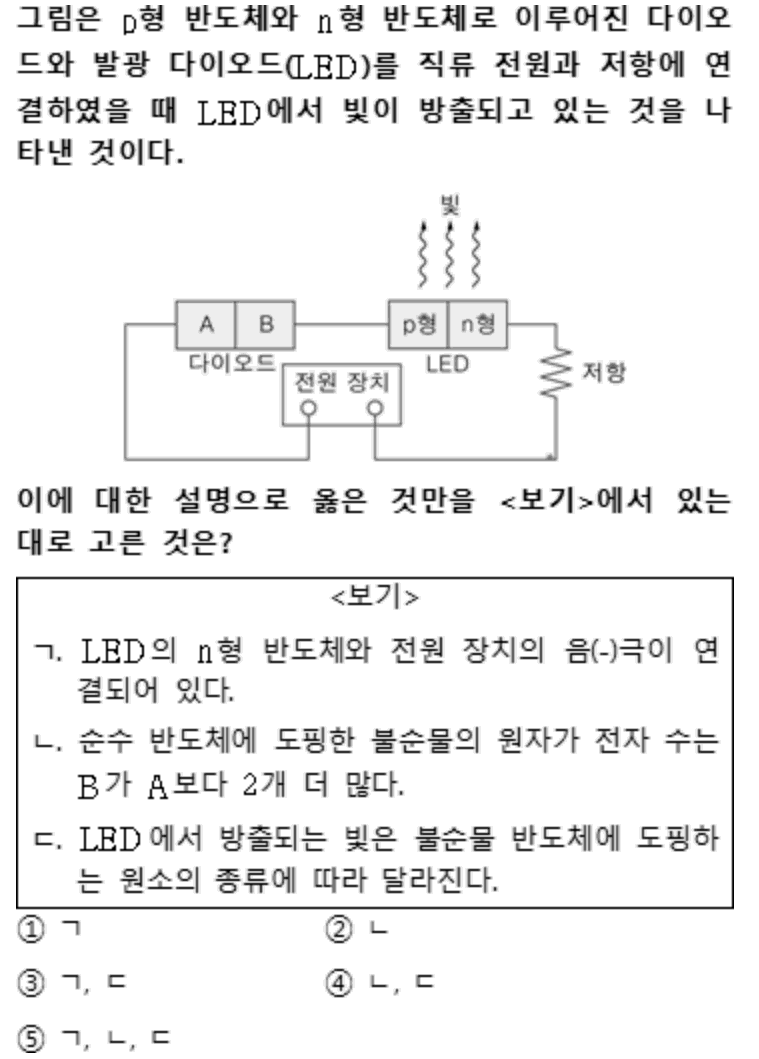 그림은 p형 반도체와 n형 반도체로 이루어진 다이오
드와 발광 다이오드(LED)를 직류 전원과 저항에 연
결하였을 때 LED에서 빛이 방출되고 있는 것을 나
타낸 것이다.
빛
A B p형 n형
다이오드 LED 저항
전원 장치
이에 대한 설명으로 옳은 것만을 <보기>에서 있는
대로 고른 것은?
<보기>
ㄱ. LED의 n형 반도체와 전원 장치의 음(-)극이 연
결되어 있다.
ㄴ. 순수 반도체에 도핑한 불순물의 원자가 전자 수는
B가 A보다 2개 더 많다.
ㄷ. LED에서 방출되는 빛은 불순물 반도체에 도핑하
는 원소의 종류에 따라 달라진다.
① ㄱ ② ㄴ
③ ㄱ, ㄷ ④ ㄴ, ㄷ
⑤ ㄱ, ㄴ, ㄷ